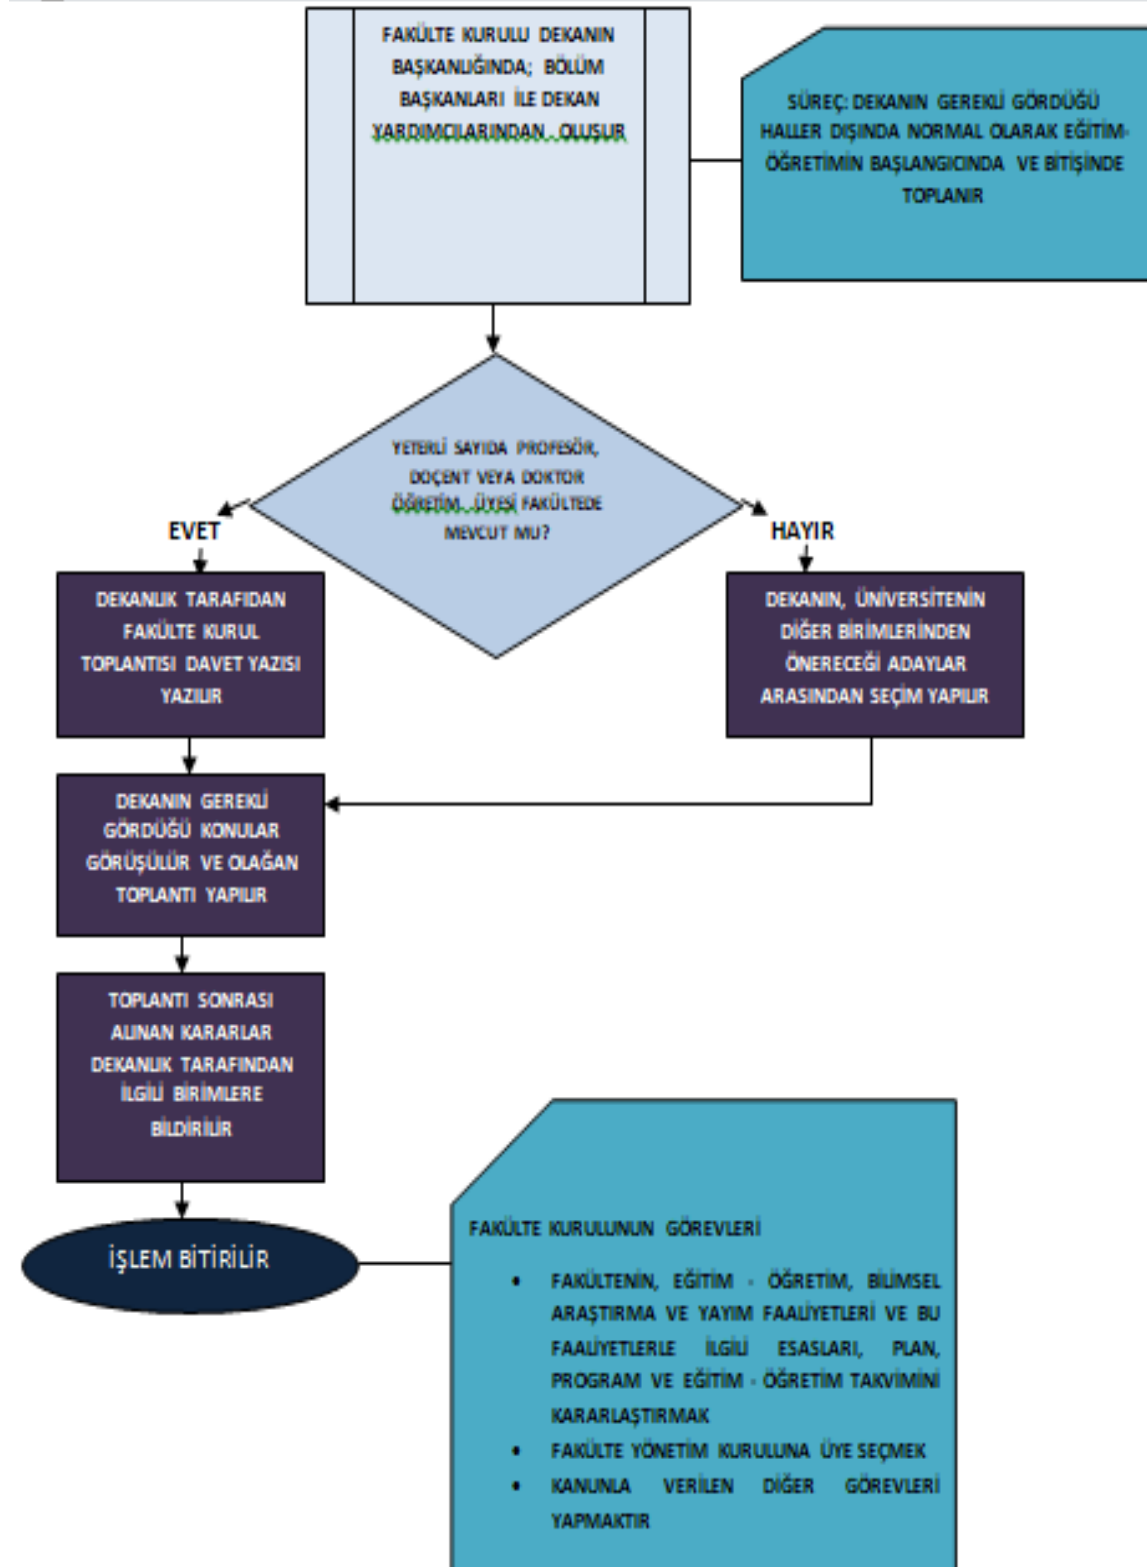 FAKÜLTE KURULU DEKANIN
BAŞKANLIĞINDA; BÖLÜM
BAŞKANLARI İLE DEKAN
YARDIMCILARINDAN OLUŞUR
SÜREÇ: DEKANIN GEREKLİ GÖRDÜĞÜ
HALLER DIŞINDA NORMAL OLARAK EĞİTİM-
ÖĞRETİMİN BAŞLANGICINDA VE BİTİŞİNDE
TOPLANIR
YETERLİ SAYIDA PROFESÖR,
DOÇENT VEYA DOKTOR
ÖĞRETİM ÜYESİ FAKÜLTEDE
MEVCUT MU?
EVET
HAYIR
DEKANLIK TARAFIDAN
FAKÜLTE KURUL
TOPLANTISI DAVET YAZISI
YAZILIR
DEKANIN, ÜNİVERSİTENİN
DİĞER BİRİMLERİNDEN
ÖNERECEĞİ ADAYLAR
ARASINDAN SEÇİM YAPILIR
DEKANIN GEREKLİ
GÖRDÜĞÜ KONULAR
GÖRÜŞÜLÜR VE OLAĞAN
TOPLANTI YAPILIR
TOPLANTI SONRASI
ALINAN KARARLAR
DEKANLIK TARAFINDAN
İLGİLİ BİRİMLERE
BİLDİRİLİR
İŞLEM BİTİRİLİR
FAKÜLTE KURULUNUN GÖREVLERİ
• FAKÜLTENİN, EĞİTİM - ÖĞRETİM, BİLİMSEL
ARAŞTIRMA VE YAYIM FAALİYETLERİ VE BU
FAALİYETLERLE İLGİLİ ESASLARI, PLAN,
PROGRAM VE EĞİTİM - ÖĞRETİM TAKVİMİNİ
KARARLAŞTIRMAK
• FAKÜLTE YÖNETİM KURULUNA ÜYE SEÇMEK
• KANUNLA VERİLEN DİĞER GÖREVLERİ
YAPMAKTIR